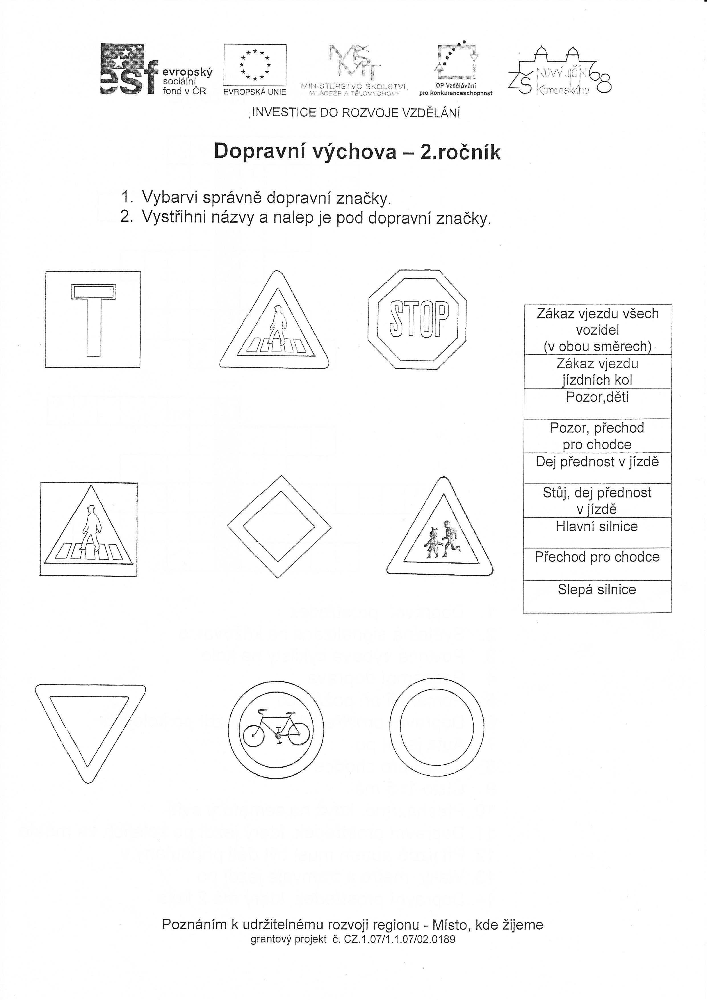 esf evropský
sociální
fond v ČR
EVROPSKÁ UNIE
MŠ
MT
MINISTERSTVO ŠKOLSTVÍ,
MLÁDEŽE A TĚLOVÝCHOVY
OP Vzdělávání
pro konkurenceschopnost
ZŠ NOVÝ JIČÍN 68
Komenského
INVESTICE DO ROZVOJE VZDĚLÁNÍ
Dopravní výchova – 2.ročník
1. Vybarvi správně dopravní značky.
2. Vystřihni názvy a nalep je pod dopravní značky.
STOP
Zákaz vjezdu všech
vozidel
(v obou směrech)
Zákaz vjezdu
jízdních kol
Pozor,děti
Pozor, přechod
pro chodce
Dej přednost v jízdě
Stůj, dej přednost
v jízdě
Hlavní silnice
Přechod pro chodce
Slepá silnice
Poznáním k udržitelnému rozvoji regionu - Místo, kde žijeme
grantový projekt č. CZ.1.07/1.1.07/02.0189